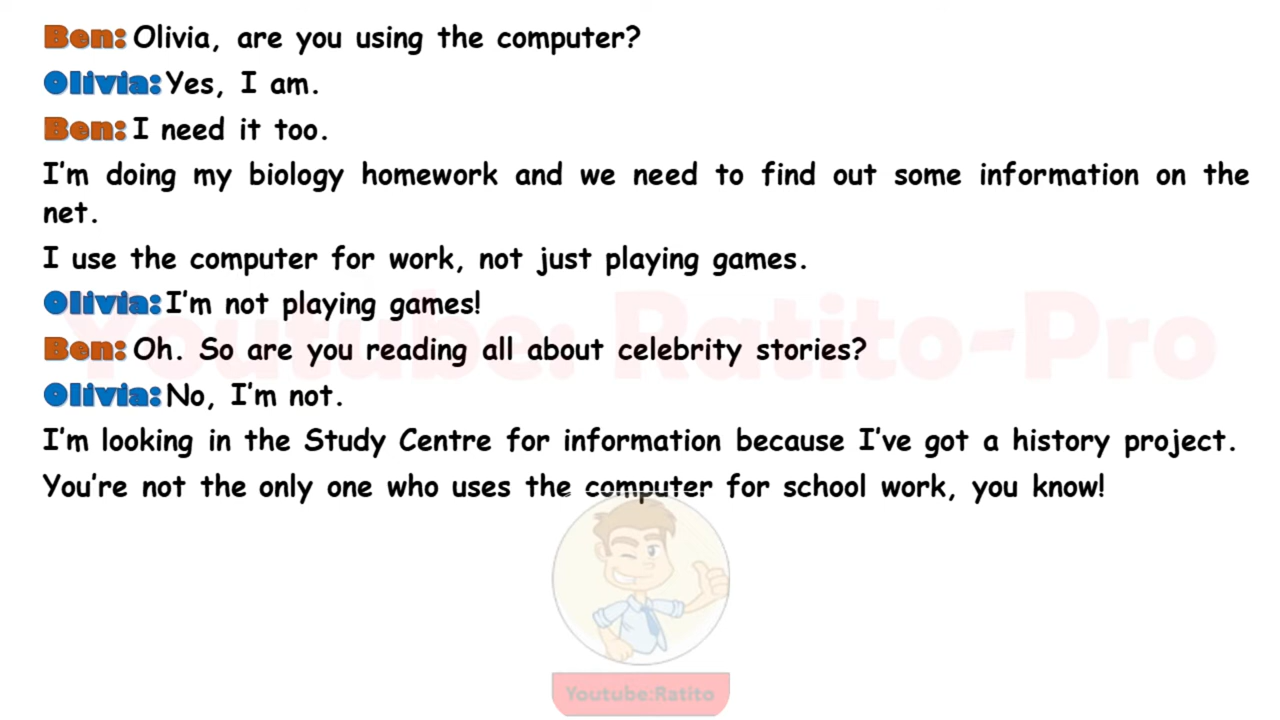 Ben: Olivia, are you using the computer?
Olivia: Yes, I am.
Ben: I need it too.
I'm doing my biology homework and we need to find out some information on the
net.
I use the computer for work, not just playing games.
Olivia: I'm not playing games!
Youtube: Ratito-Pro
Ben: Oh. So are you reading all about celebrity stories?
Olivia: No, I'm not.
I'm looking in the Study Centre for information because I've got a history project.
You're not the only one who uses the computer for school work, you know!
Youtube:Ratito